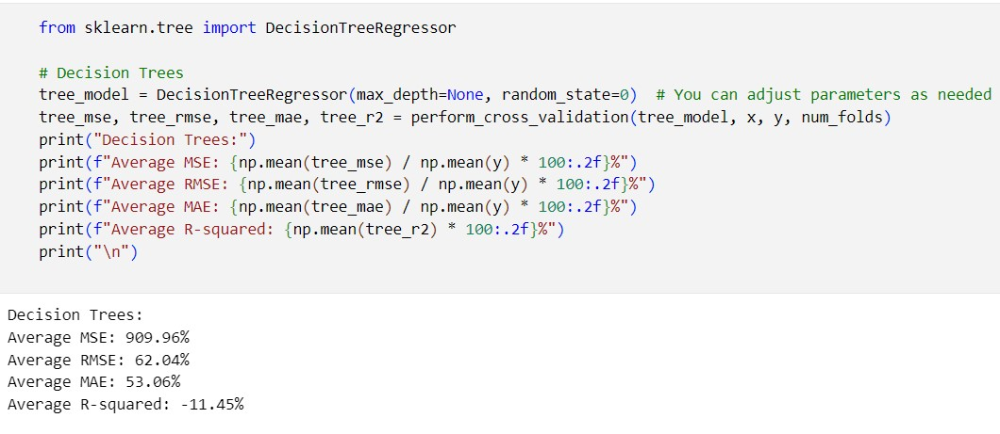 from sklearn.tree import DecisionTreeRegressor
# Decision Trees
tree_model = DecisionTreeRegressor(max_depth=None, random_state=0)  # You can adjust parameters as needed
tree_mse, tree_rmse, tree_mae, tree_r2 = perform_cross_validation(tree_model, x, y, num_folds)
print("Decision Trees:")
print(f"Average MSE: {np.mean(tree_mse) / np.mean(y) * 100:.2f}%")
print(f"Average RMSE: {np.mean(tree_rmse) / np.mean(y) * 100:.2f}%")
print(f"Average MAE: {np.mean(tree_mae) / np.mean(y) * 100:.2f}%")
print(f"Average R-squared: {np.mean(tree_r2) * 100:.2f}%")
print("\n")
Decision Trees:
Average MSE: 909.96%
Average RMSE: 62.04%
Average MAE: 53.06%
Average R-squared: -11.45%